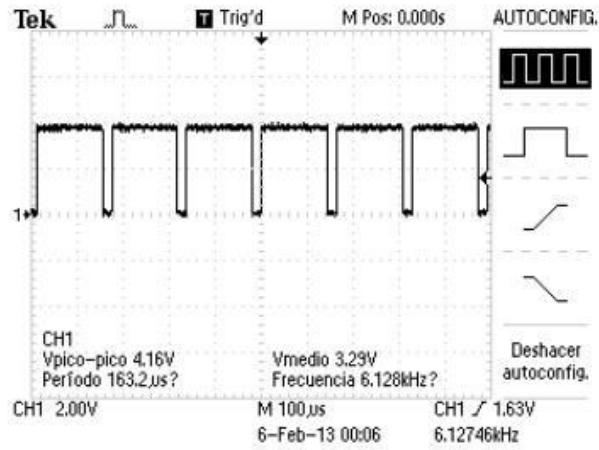 Tek T Trig'd M Pos: 0.000s AUTOCONFIG.
1
CH1
Vpico-pico 4.16V Vmedio 3.29V
Período 163.2µs? Frecuencia 6.128kHz?
Deshacer
autoconfig.
CH1 2.00V M 100µs CH1 1.63V
6-Feb-13 00:06 6.12746kHz